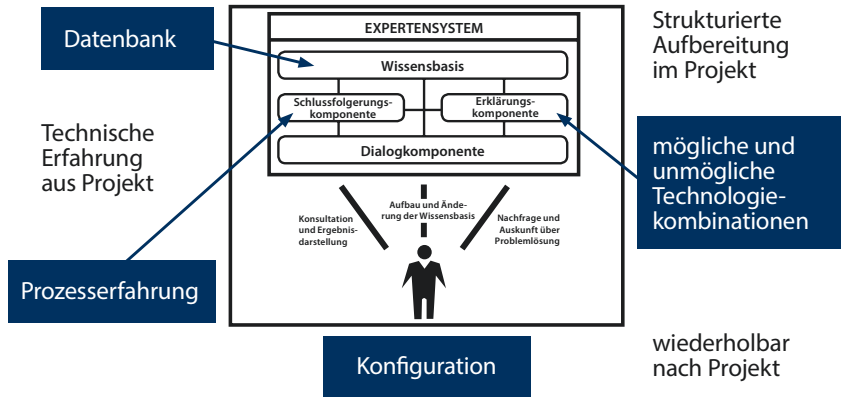 Datenbank
EXPERTENSYSTEM
Strukturierte
Aufbereitung
im Projekt
Wissensbasis
Schlussfolgerungs-
komponente
Erklärungs-
komponente
Technische
Erfahrung
aus Projekt
Dialogkomponente
mögliche und
unmögliche
Technologie-
kombinationen
Konsultation
und Ergebnis-
darstellung
Aufbau und Ände-
rung der Wissensbasis
Nachfrage und
Auskunft über
Problemlösung
Prozesserfahrung
Konfiguration
wiederholbar
nach Projekt